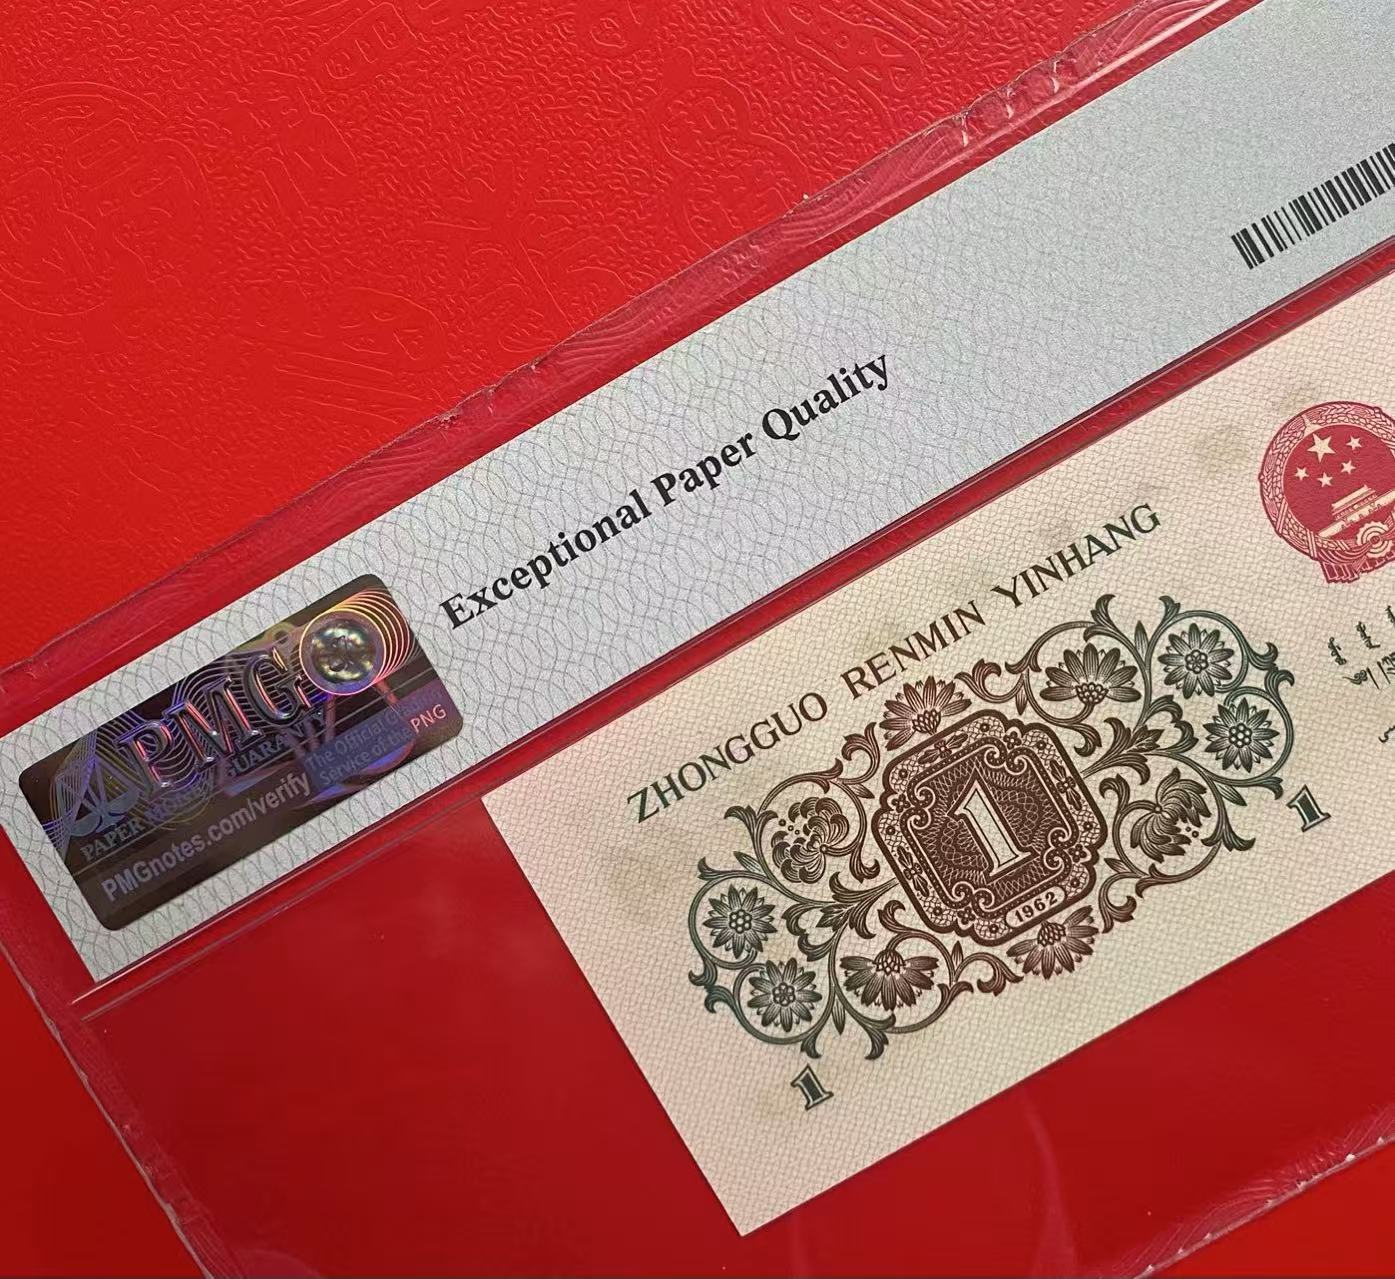 Exceptional Paper Quality
PMG
PAPER MONEY GUARANTY
PMGnotes.com/verify
The Official Grading
Service of the PNG
ZHONGGUO RENMIN YINHANG
1
1962
1
1